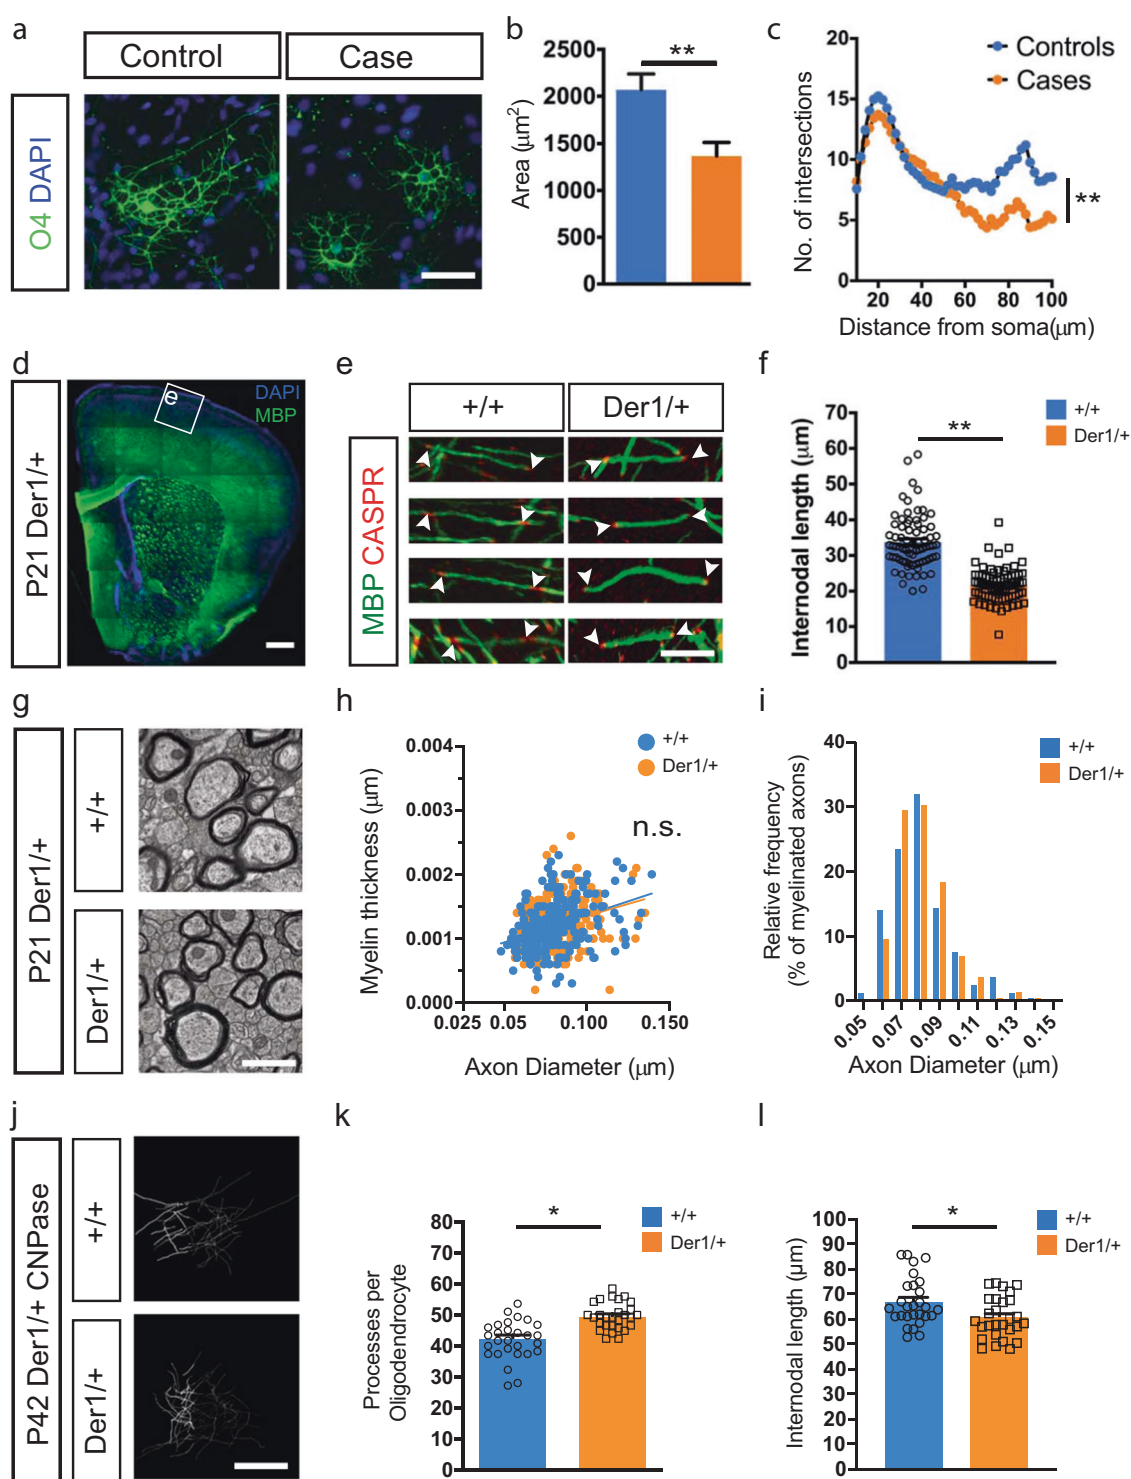 a
Control
Case
O4 DAPI
b
2500
2000
1500
1000
500
0
Area (μm²)
**
c
20
15
10
5
0
No. of intersections
Controls
Cases
**
20 40 60 80 100
Distance from soma(μm)
d
P21 Der1/+
e
DAPI
MBP
e
+/+
Der1/+
MBP CASPR
f
70
60
50
40
30
20
10
0
Internodal length (μm)
**
+/+
Der1/+
g
P21 Der1/+
+/+
Der1/+
h
0.004
0.003
0.002
0.001
0.000
Myelin thickness (μm)
+/+
Der1/+
n.s.
0.025 0.05 0.100 0.150
Axon Diameter (μm)
i
40
30
20
10
0
Relative frequency
(% of myelinated axons)
+/+
Der1/+
0.05 0.07 0.09 0.11 0.13 0.15
Axon Diameter (μm)
j
P42 Der1/+ CNPase
+/+
Der1/+
k
80
70
60
50
40
30
20
10
0
Processes per
Oligodendrocyte
*
+/+
Der1/+
l
100
90
80
70
60
50
40
30
20
10
0
Internodal length (μm)
*
+/+
Der1/+